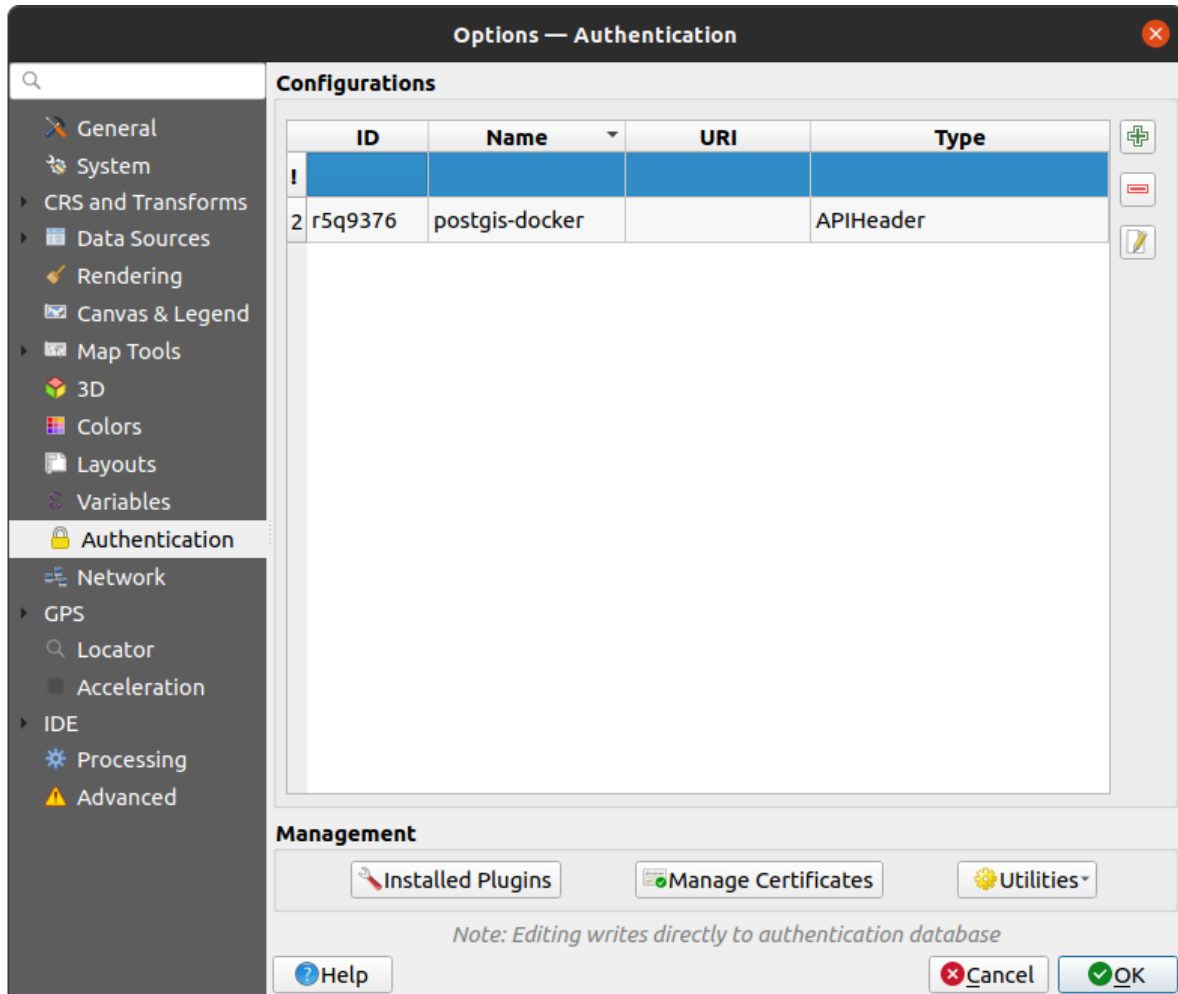 Options — Authentication
Configurations
General
System
CRS and Transforms
Data Sources
Rendering
Canvas & Legend
Map Tools
3D
Colors
Layouts
Variables
Authentication
Network
GPS
Locator
Acceleration
IDE
Processing
Advanced
ID Name URI Type
!
2 r5q9376 postgis-docker APIHeader
Management
Installed Plugins Manage Certificates Utilities
Note: Editing writes directly to authentication database
Help Cancel OK